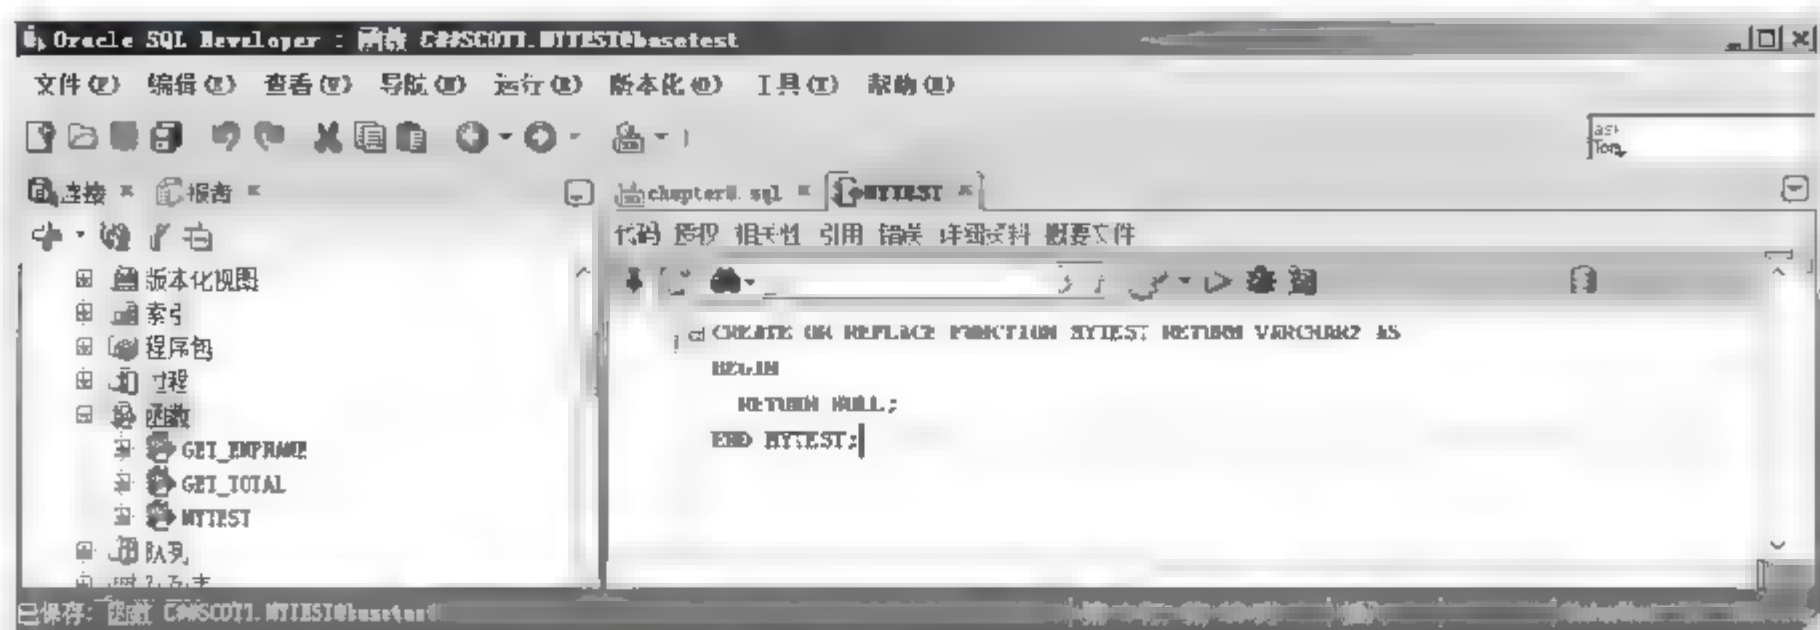 Oracle SQL Developer : 函数 C##SCOTT.MYTEST@basetest
文件(F) 编辑(E) 查看(V) 导航(N) 运行(R) 版本化(O) 工具(T) 帮助(H)
连接 报告
chapter8.sql MYTEST
代码 授权 相关性 引用 错误 详细资料 概要文件
版本化视图
索引
程序包
过程
函数
GET_EMPNAME
GET_TOTAL
MYTEST
队列
CREATE OR REPLACE FUNCTION MYTEST RETURN VARCHAR2 AS
BEGIN
RETURN NULL;
END MYTEST;
已保存: 函数 C##SCOTT.MYTEST@basetest